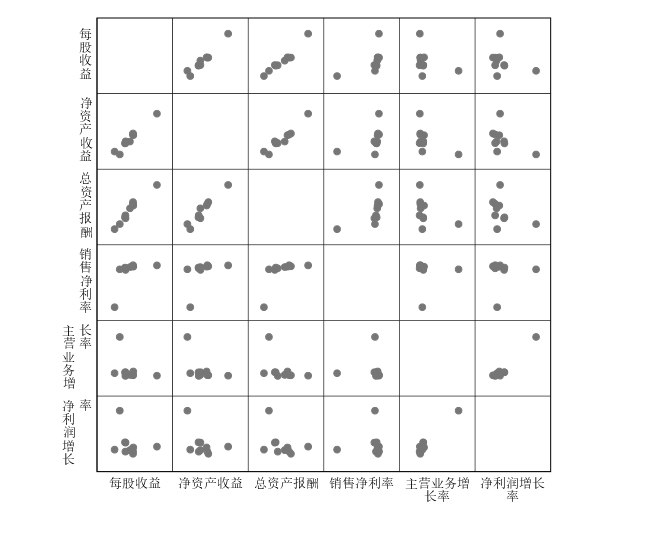 每股收益
净资产收益
总资产报酬
销售净利率
主营业务增
长率
净利润增长
率
每股收益
净资产收益
总资产报酬
销售净利率
主营业务增
长率
净利润增长
率